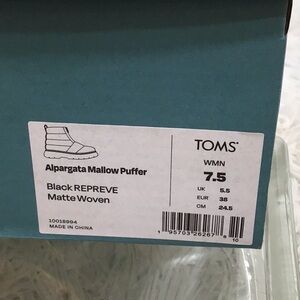 Alpargata Mallow Puffer
Black REPREVE
Matte Woven
10018994
MADE IN CHINA
TOMS
WMN
7.5
UK 5.5
EUR 38
CM 24.5
10